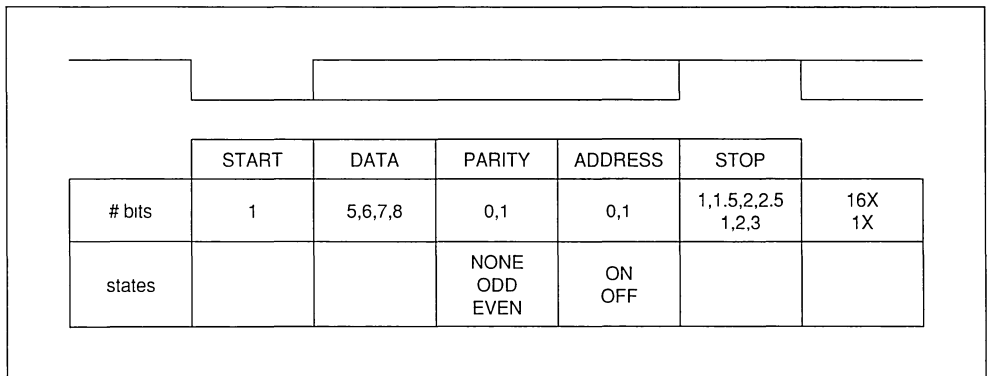 START DATA PARITY ADDRESS STOP
# bits 1 5,6,7,8 0,1 0,1 1,1.5,2,2.5 16X
1,2,3 1X
states NONE ON
ODD OFF
EVEN